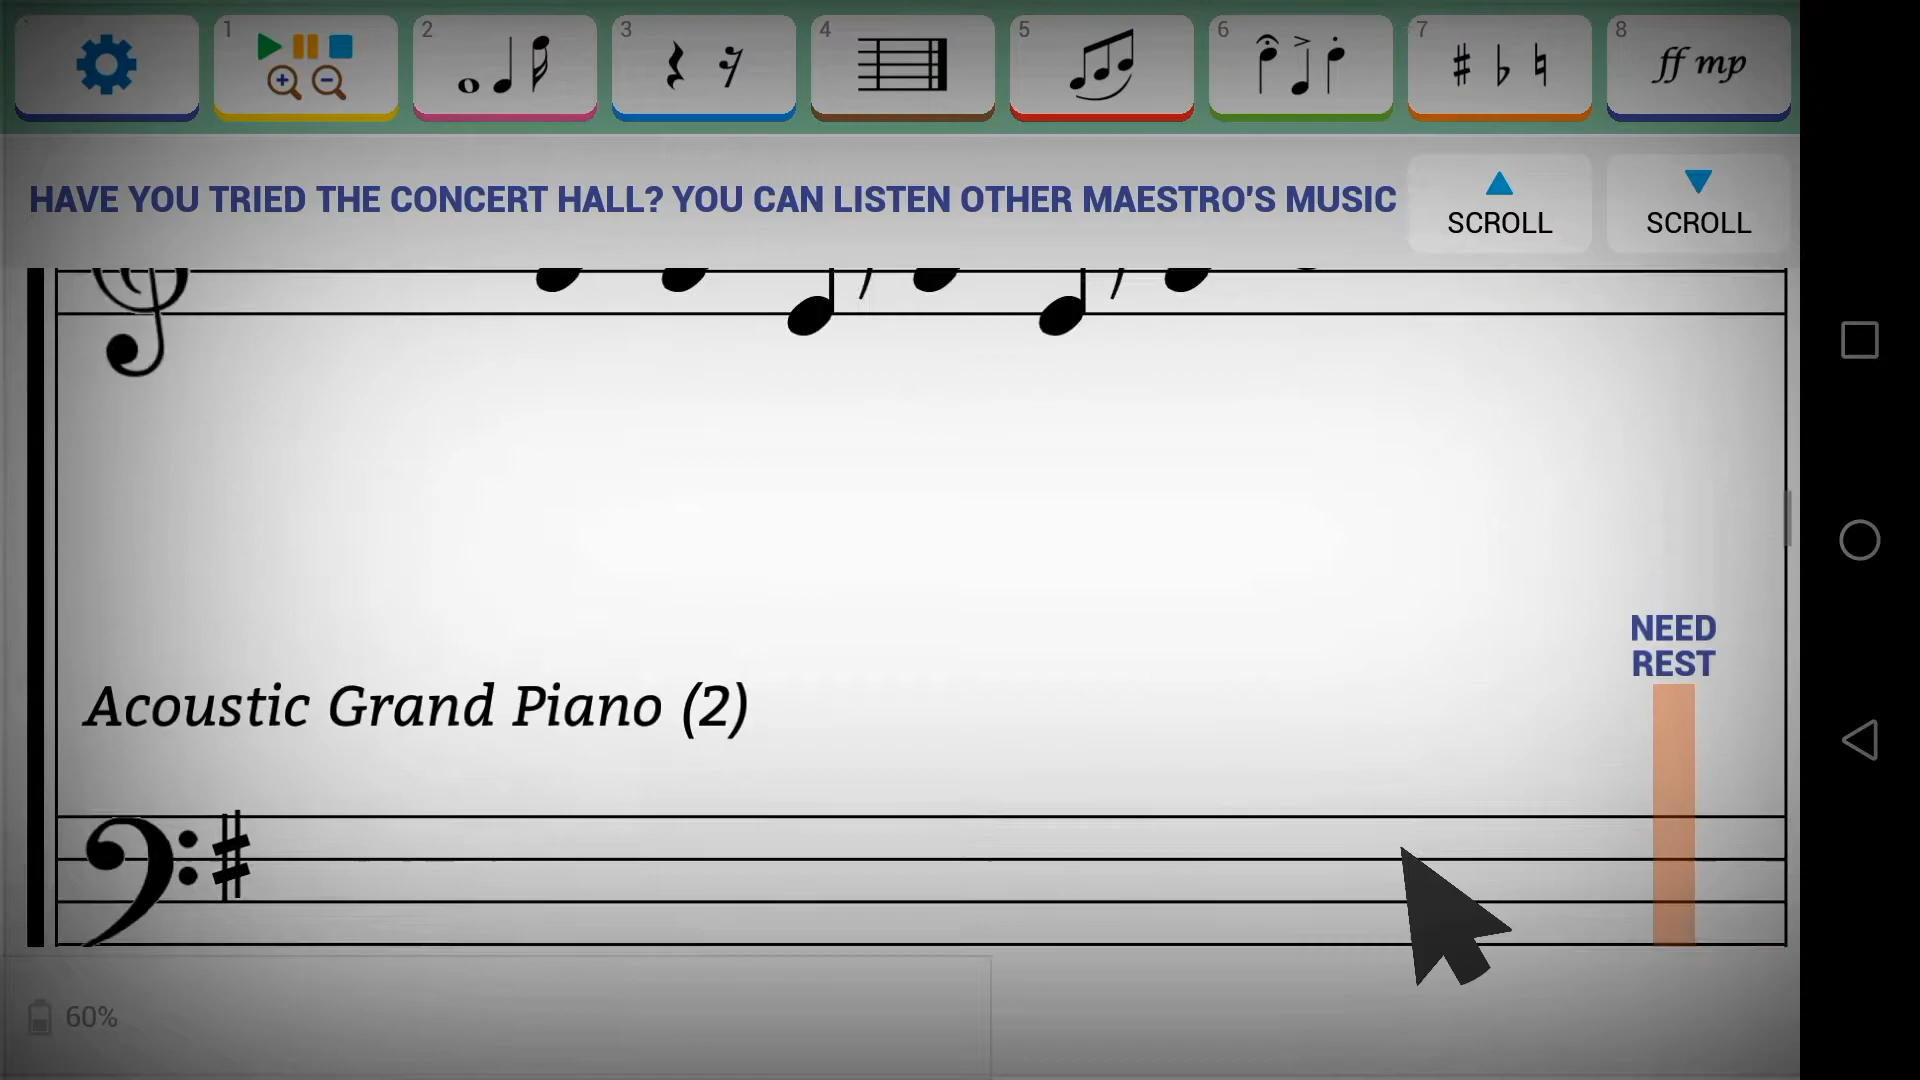 1
2
3
4
5
6
7
8
ff mp
HAVE YOU TRIED THE CONCERT HALL? YOU CAN LISTEN OTHER MAESTRO'S MUSIC
SCROLL
SCROLL
NEED
REST
Acoustic Grand Piano (2)
60%